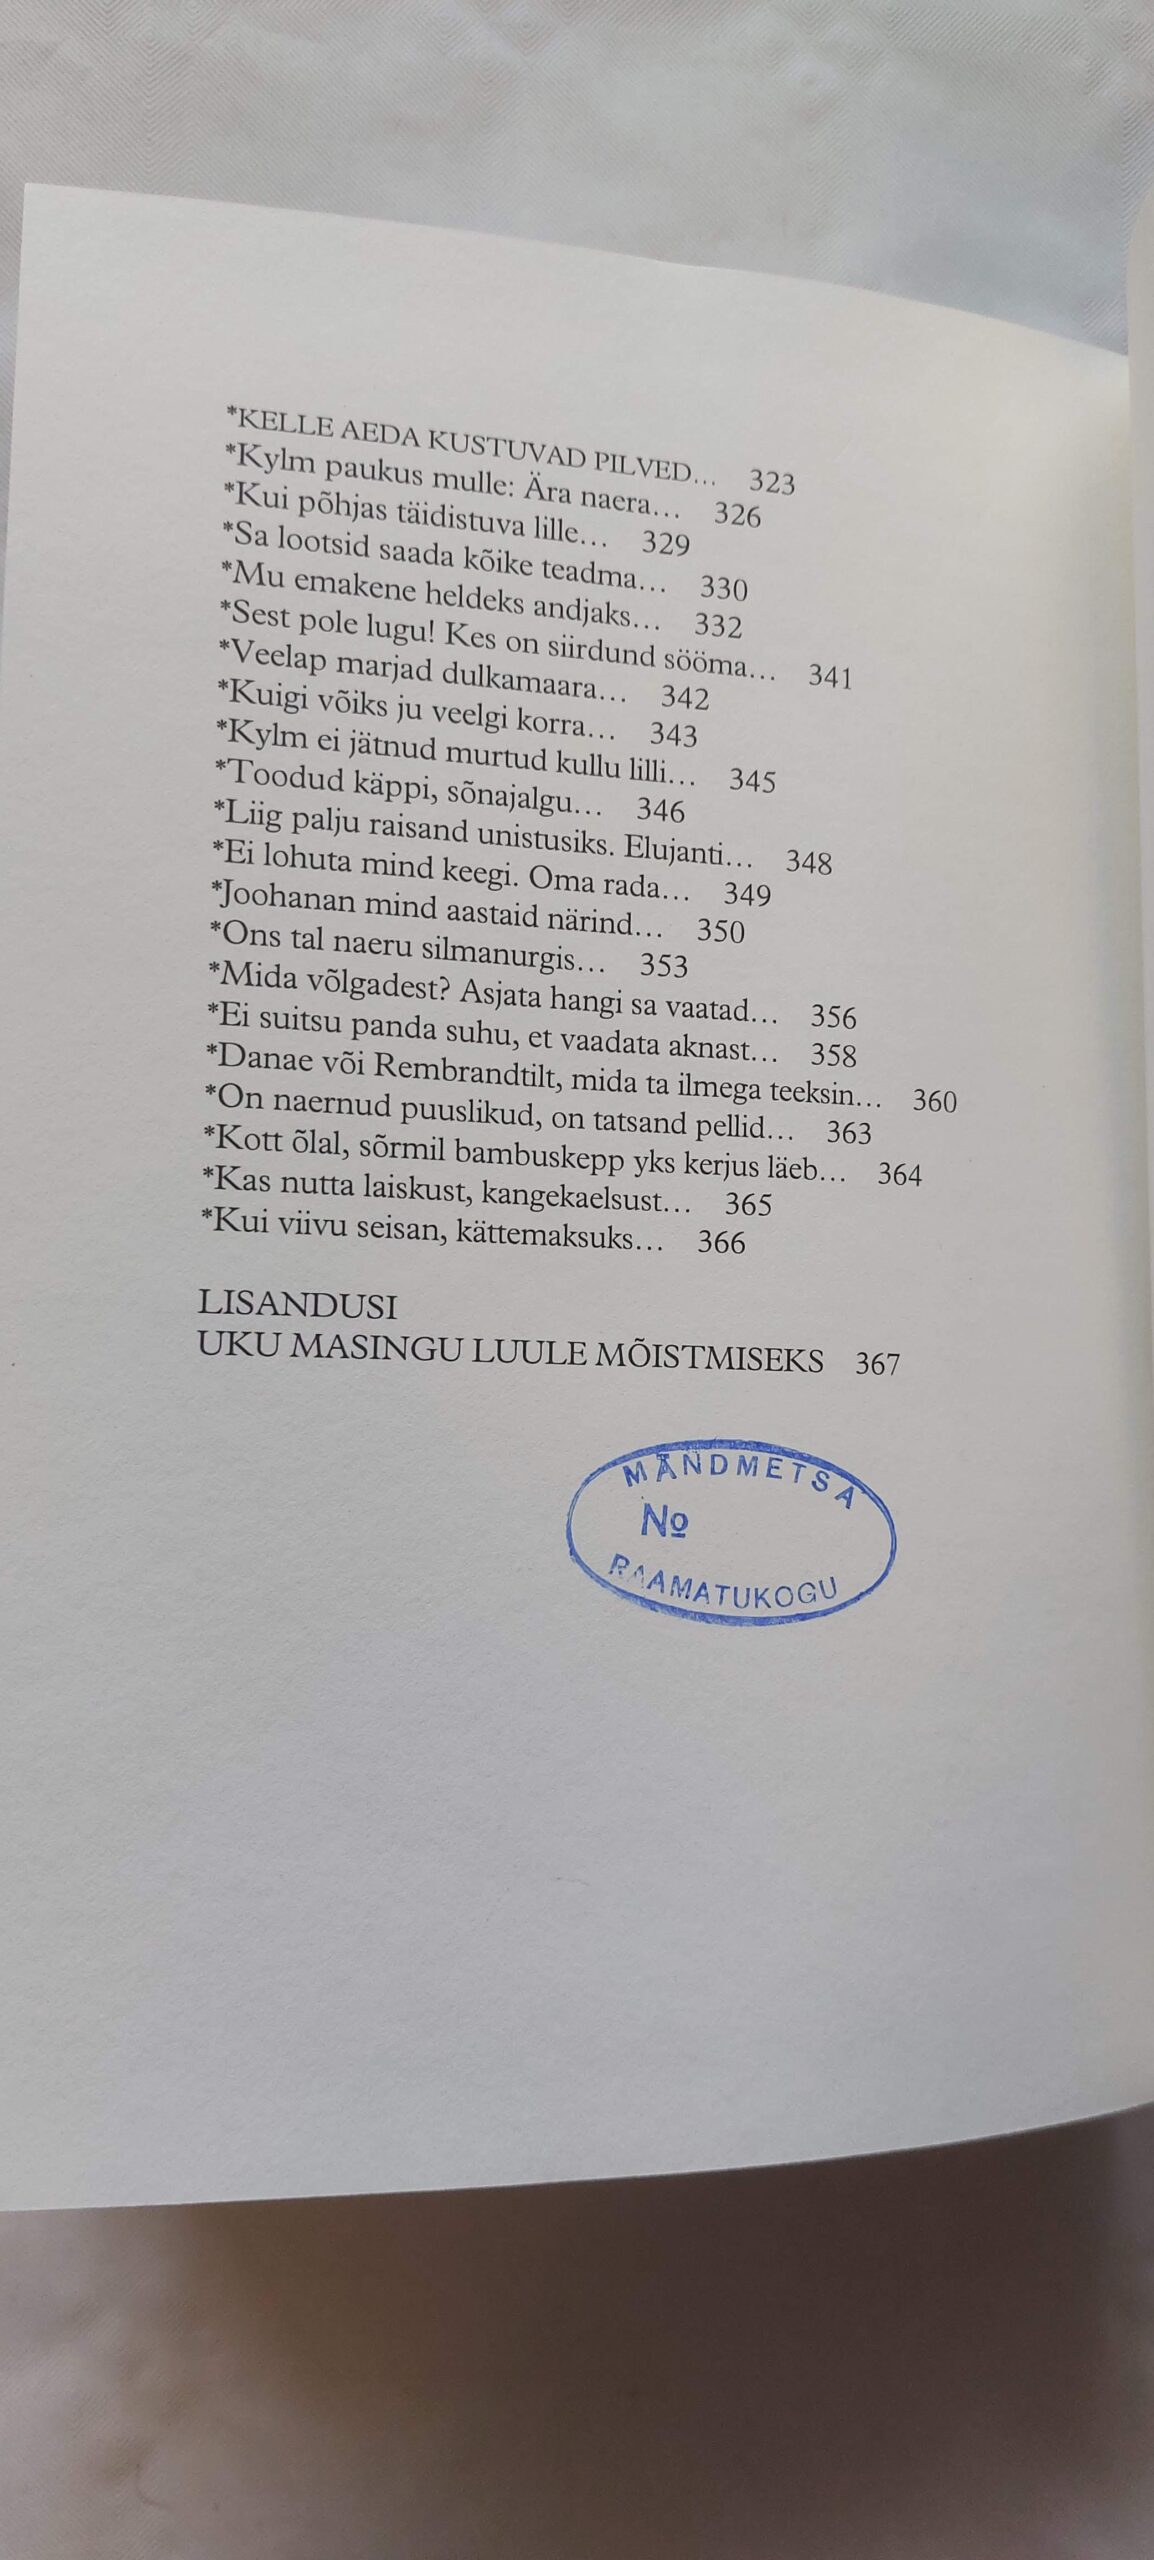 *KELLE AEDA KUSTUVAD PILVED... 323
*Kylm paukus mulle: Ära naera... 326
*Kui põhjas täidistuva lille... 329
*Sa lootsid saada kõike teadma... 330
*Mu emakene heldeks andjaks... 332
*Sest pole lugu! Kes on siirdund sööma... 341
*Veelap marjad dulkamaara... 342
*Kuigi võiks ju veelgi korra... 343
*Kylm ei jätnud murtud kullu lilli... 345
*Toodud käppi, sõnajalgu... 346
*Liig palju raisand unistusiks. Elujanti... 348
*Ei lohuta mind keegi. Oma rada... 349
*Joohanan mind aastaid närind... 350
*Ons tal naeru silmanurgis... 353
*Mida võlgadest? Asjata hangi sa vaatad... 356
*Ei suitsu panda suhu, et vaadata aknast... 358
*Danae või Rembrandtilt, mida ta ilmega teeksin... 360
*On naernud puuslikud, on tatsand pellid... 363
*Kott õlal, sõrmil bambuskepp yks kerjus läeb... 364
*Kas nutta laiskust, kangekaelsust... 365
*Kui viivu seisan, kättemaksuks... 366
LISANDUSI
UKU MASINGU LUULE MÕISTMISEKS 367
MÄNDMETSA
No
RAAMATUKOGU